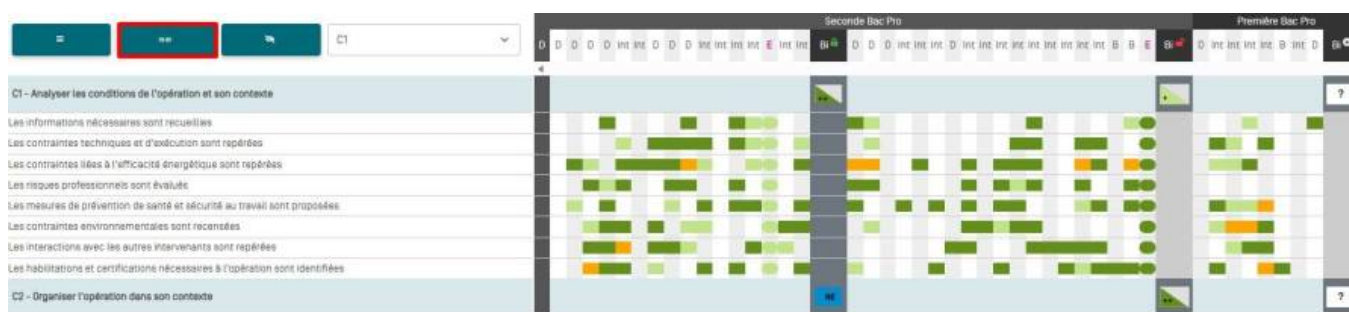 Seconde Bac Pro
Première Bac Pro
C1
D D D D D Int Int D D D Int Int Int Int E Int Int Bi D D D Int Int Int D Int Int Int Int Int Int Int Int B B E Bi D Int Int Int B Int D Bi
C1 - Analyser les conditions de l'opération et son contexte
?
Les informations nécessaires sont recueillies
Les contraintes techniques et d'exécution sont repérées
Les contraintes liées à l'efficacité énergétique sont repérées
Les risques professionnels sont évalués
Les mesures de prévention de santé et sécurité au travail sont proposées
Les contraintes environnementales sont recensées
Les interactions avec les autres intervenants sont repérées
Les habilitations et certifications nécessaires à l'opération sont identifiées
C2 - Organiser l'opération dans son contexte
NE
?